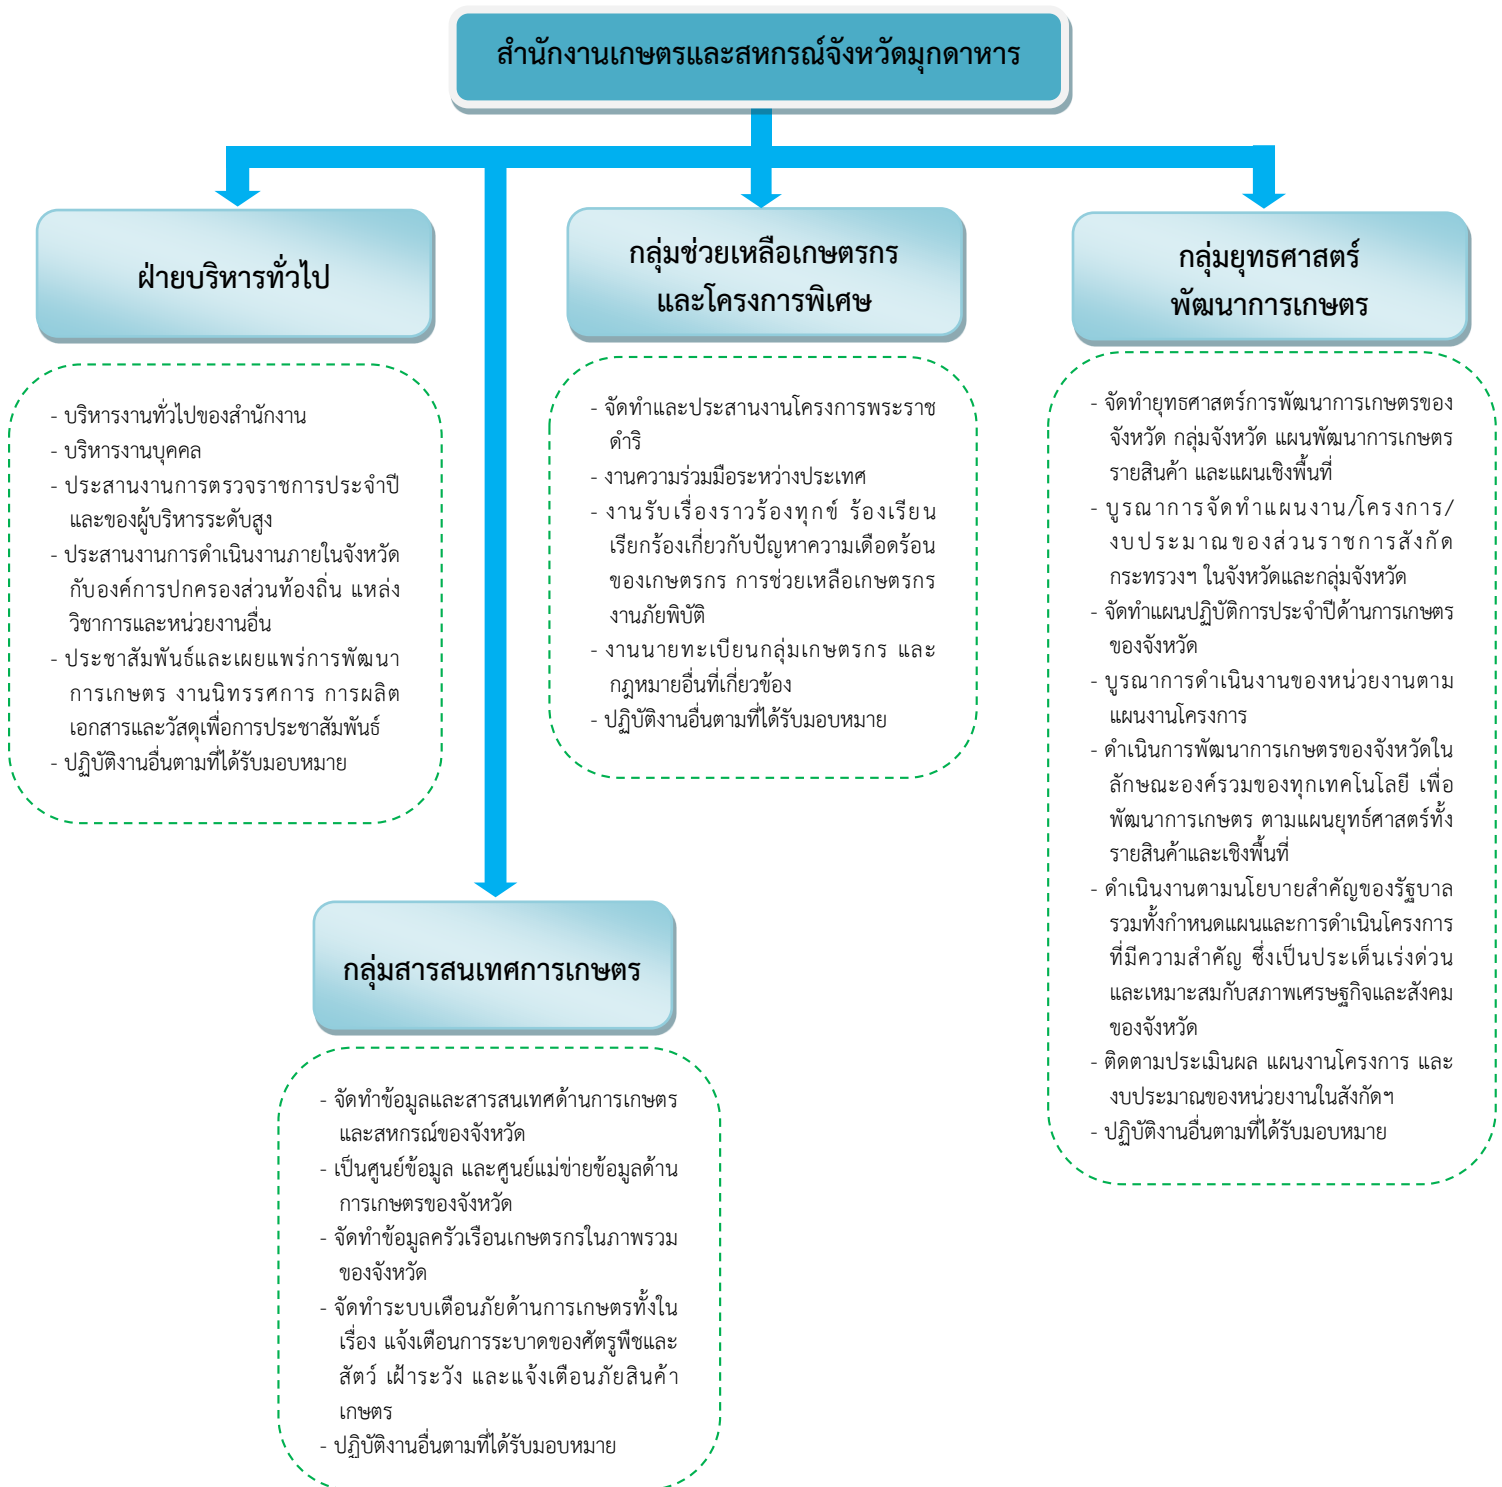 สำนักงานเกษตรและสหกรณ์จังหวัดมุกดาหาร
ฝ่ายบริหารทั่วไป
- บริหารงานทั่วไปของสำนักงาน
- บริหารงานบุคคล
- ประสานงานการตรวจราชการประจำปี
และของผู้บริหารระดับสูง
- ประสานงานการดำเนินงานภายในจังหวัด
กับองค์การปกครองส่วนท้องถิ่น แหล่ง
วิชาการและหน่วยงานอื่น
- ประชาสัมพันธ์และเผยแพร่การพัฒนา
การเกษตร งานนิทรรศการ การผลิต
เอกสารและวัสดุเพื่อการประชาสัมพันธ์
- ปฏิบัติงานอื่นตามที่ได้รับมอบหมาย
กลุ่มช่วยเหลือเกษตรกร
และโครงการพิเศษ
- จัดทำและประสานงานโครงการพระราช
ดำริ
- งานความร่วมมือระหว่างประเทศ
- งานรับเรื่องราวร้องทุกข์ ร้องเรียน
เรียกร้องเกี่ยวกับปัญหาความเดือดร้อน
ของเกษตรกร การช่วยเหลือเกษตรกร
งานภัยพิบัติ
- งานนายทะเบียนกลุ่มเกษตรกร และ
กฎหมายอื่นที่เกี่ยวข้อง
- ปฏิบัติงานอื่นตามที่ได้รับมอบหมาย
กลุ่มยุทธศาสตร์
พัฒนาการเกษตร
- จัดทำยุทธศาสตร์การพัฒนาการเกษตรของ
จังหวัด กลุ่มจังหวัด แผนพัฒนาการเกษตร
รายสินค้า และแผนเชิงพื้นที่
- บูรณาการจัดทำแผนงาน/โครงการ/
งบประมาณของส่วนราชการสังกัด
กระทรวงฯ ในจังหวัดและกลุ่มจังหวัด
- จัดทำแผนปฏิบัติการประจำปีด้านการเกษตร
ของจังหวัด
- บูรณาการดำเนินงานของหน่วยงานตาม
แผนงานโครงการ
- ดำเนินการพัฒนาการเกษตรของจังหวัดใน
ลักษณะองค์รวมของทุกเทคโนโลยี เพื่อ
พัฒนาการเกษตร ตามแผนยุทธ์ศาสตร์ทั้ง
รายสินค้าและเชิงพื้นที่
- ดำเนินงานตามนโยบายสำคัญของรัฐบาล
รวมทั้งกำหนดแผนและการดำเนินโครงการ
ที่มีความสำคัญ ซึ่งเป็นประเด็นเร่งด่วน
และเหมาะสมกับสภาพเศรษฐกิจและสังคม
ของจังหวัด
- ติดตามประเมินผล แผนงานโครงการ และ
งบประมาณของหน่วยงานในสังกัดฯ
- ปฏิบัติงานอื่นตามที่ได้รับมอบหมาย
กลุ่มสารสนเทศการเกษตร
- จัดทำข้อมูลและสารสนเทศด้านการเกษตร
และสหกรณ์ของจังหวัด
- เป็นศูนย์ข้อมูล และศูนย์แม่ข่ายข้อมูลด้าน
การเกษตรของจังหวัด
- จัดทำข้อมูลครัวเรือนเกษตรกรในภาพรวม
ของจังหวัด
- จัดทำระบบเตือนภัยด้านการเกษตรทั้งใน
เรื่อง แจ้งเตือนการระบาดของศัตรูพืชและ
สัตว์ เฝ้าระวัง และแจ้งเตือนภัยสินค้า
เกษตร
- ปฏิบัติงานอื่นตามที่ได้รับมอบหมาย